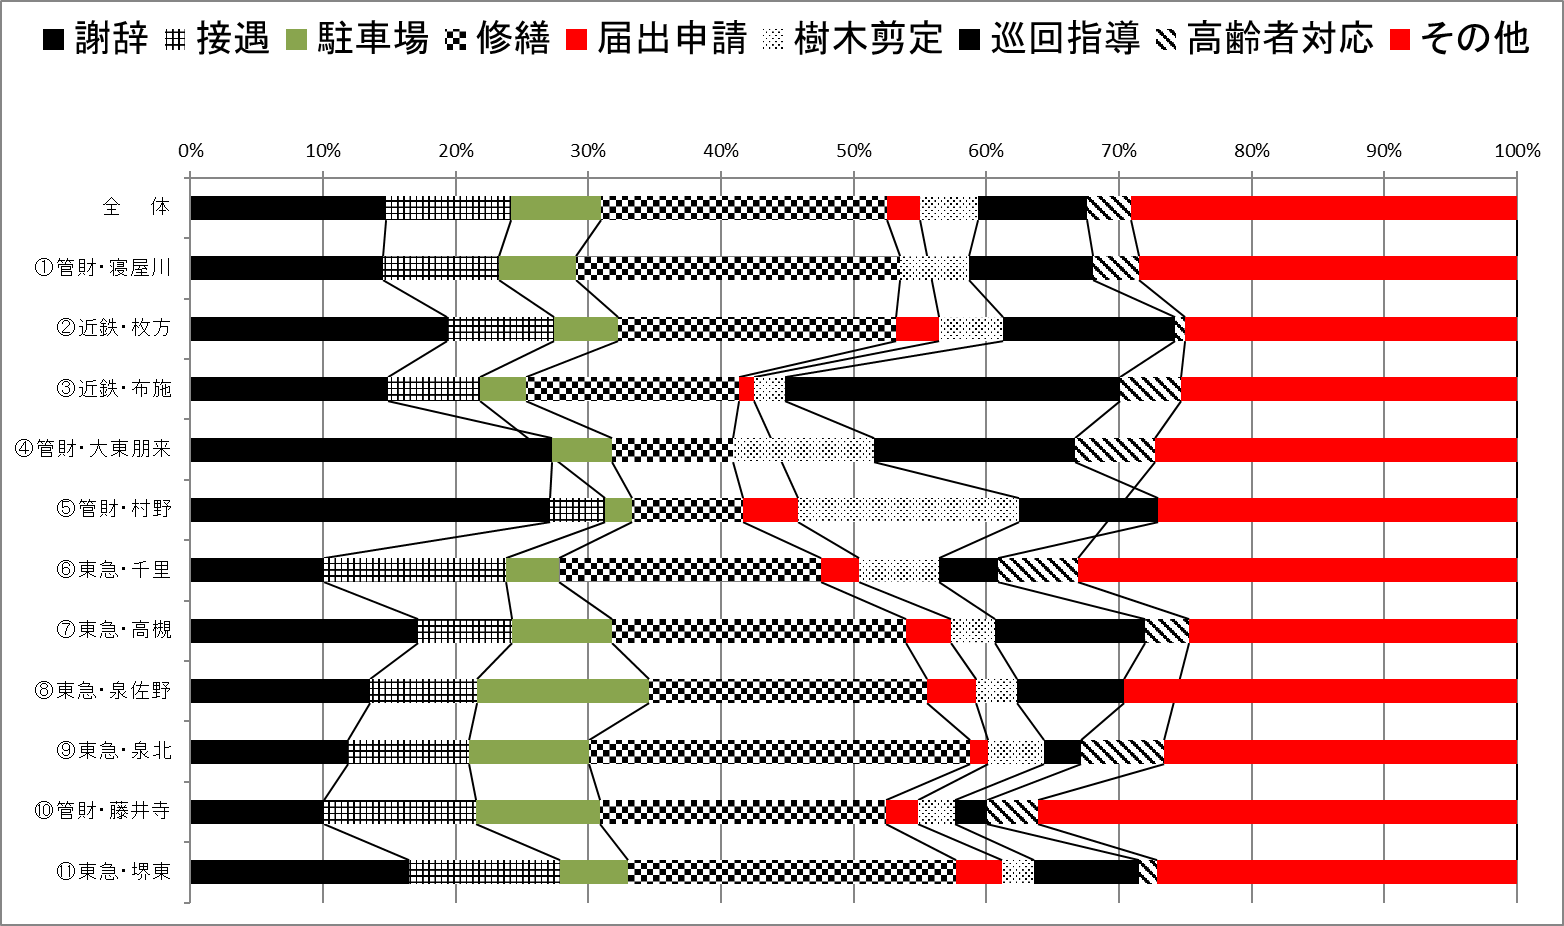 謝辞 接遇 駐車場 修繕 届出申請 樹木剪定 巡回指導 高齢者対応 その他
0% 10% 20% 30% 40% 50% 60% 70% 80% 90% 100%
全　体
①管財・寝屋川
②近鉄・枚方
③近鉄・布施
④管財・大東朋来
⑤管財・村野
⑥東急・千里
⑦東急・高槻
⑧東急・泉佐野
⑨東急・泉北
⑩管財・藤井寺
⑪東急・堺東